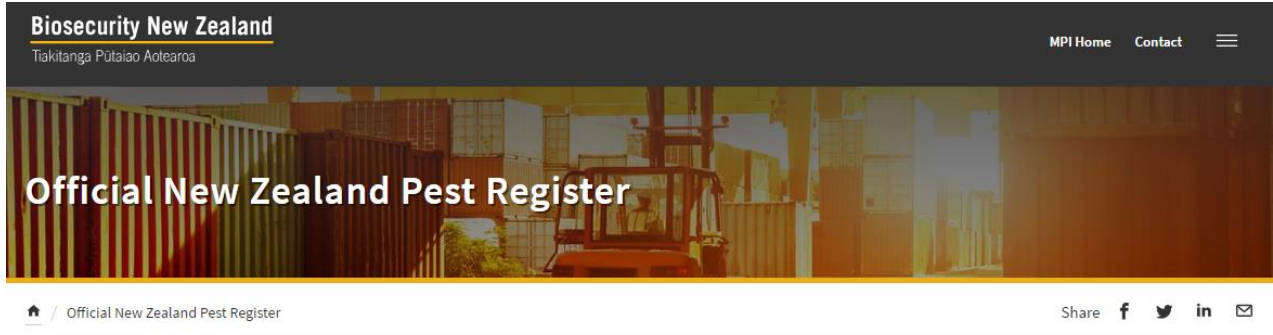 Biosecurity New Zealand
Tiakitanga Pūtaiao Aotearoa
MPI Home Contact
Official New Zealand Pest Register
/ Official New Zealand Pest Register
Share f in